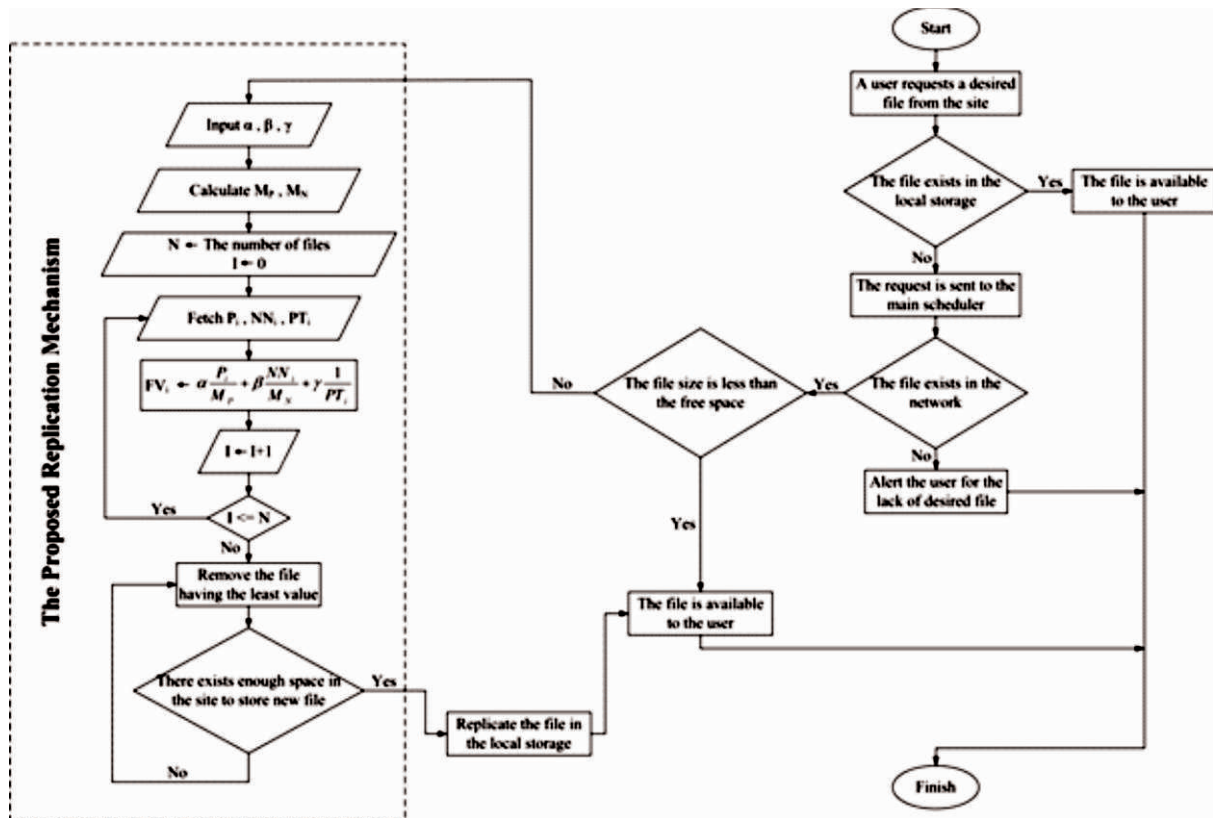 Start
A user requests a desired
file from the site
The file exists in the
local storage
Yes
The file is available
to the user
No
The request is sent to the
main scheduler
The file exists in the
network
Yes
No
Alert the user for the
lack of desired file
The file size is less than
the free space
No
Yes
The Proposed Replication Mechanism
Input α , β , γ
Calculate M_P , M_N
N ← The number of files
I ← 0
Fetch P_i , NN_i , PT_i
FV_i ← α P_i/M_P + β NN_i/M_N + γ 1/PT_i
I ← I+1
I <= N
Yes
No
Remove the file
having the least value
There exists enough space in
the site to store new file
Yes
No
Replicate the file in
the local storage
The file is available
to the user
Finish